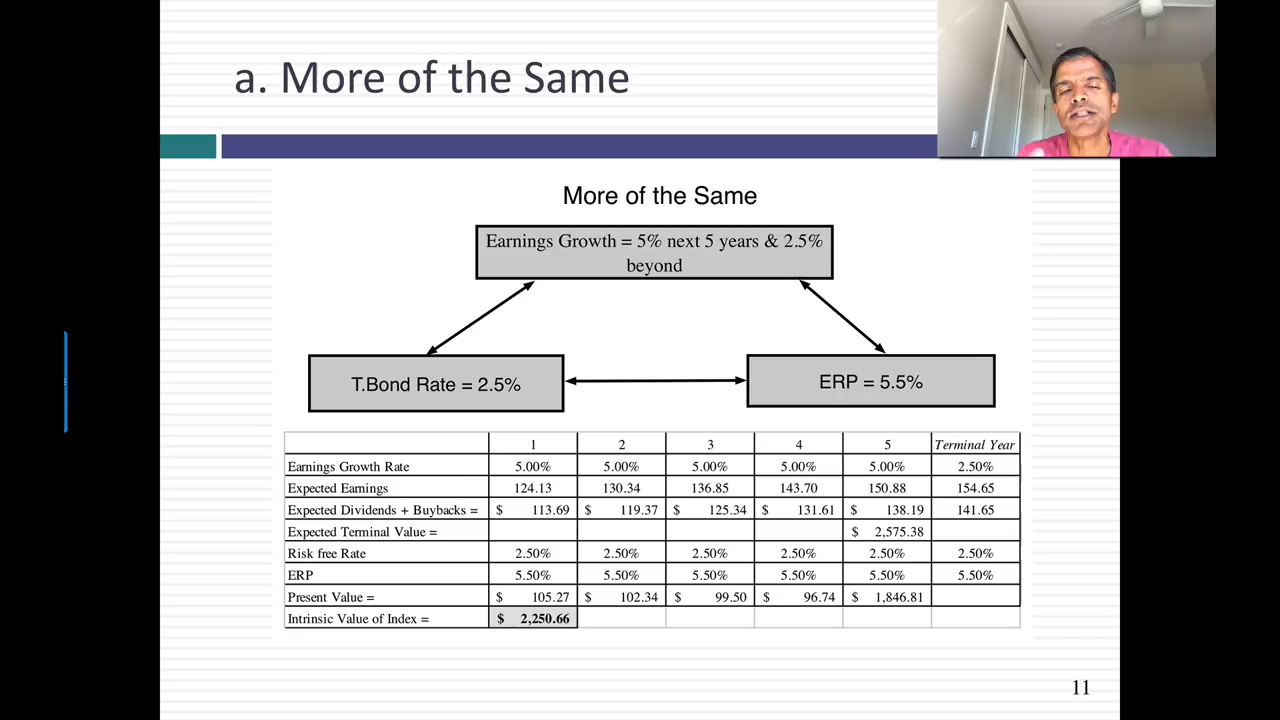 a. More of the Same
More of the Same
Earnings Growth = 5% next 5 years & 2.5%
beyond
T.Bond Rate = 2.5%
ERP = 5.5%
1 2 3 4 5 Terminal Year
Earnings Growth Rate 5.00% 5.00% 5.00% 5.00% 5.00% 2.50%
Expected Earnings 124.13 130.34 136.85 143.70 150.88 154.65
Expected Dividends + Buybacks = $ 113.69 $ 119.37 $ 125.34 $ 131.61 $ 138.19 141.65
Expected Terminal Value = $ 2,575.38
Risk free Rate 2.50% 2.50% 2.50% 2.50% 2.50% 2.50%
ERP 5.50% 5.50% 5.50% 5.50% 5.50% 5.50%
Present Value = $ 105.27 $ 102.34 $ 99.50 $ 96.74 $ 1,846.81
Intrinsic Value of Index = $ 2,250.66
11